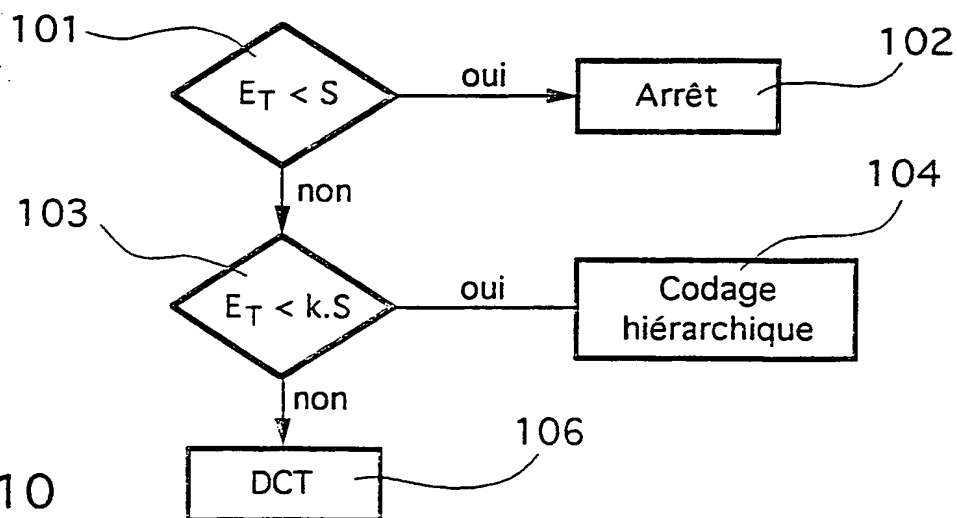 101
E_T < S
oui
Arrêt
102
non
103
E_T < k.S
oui
Codage
hiérarchique
104
non
DCT
106
10